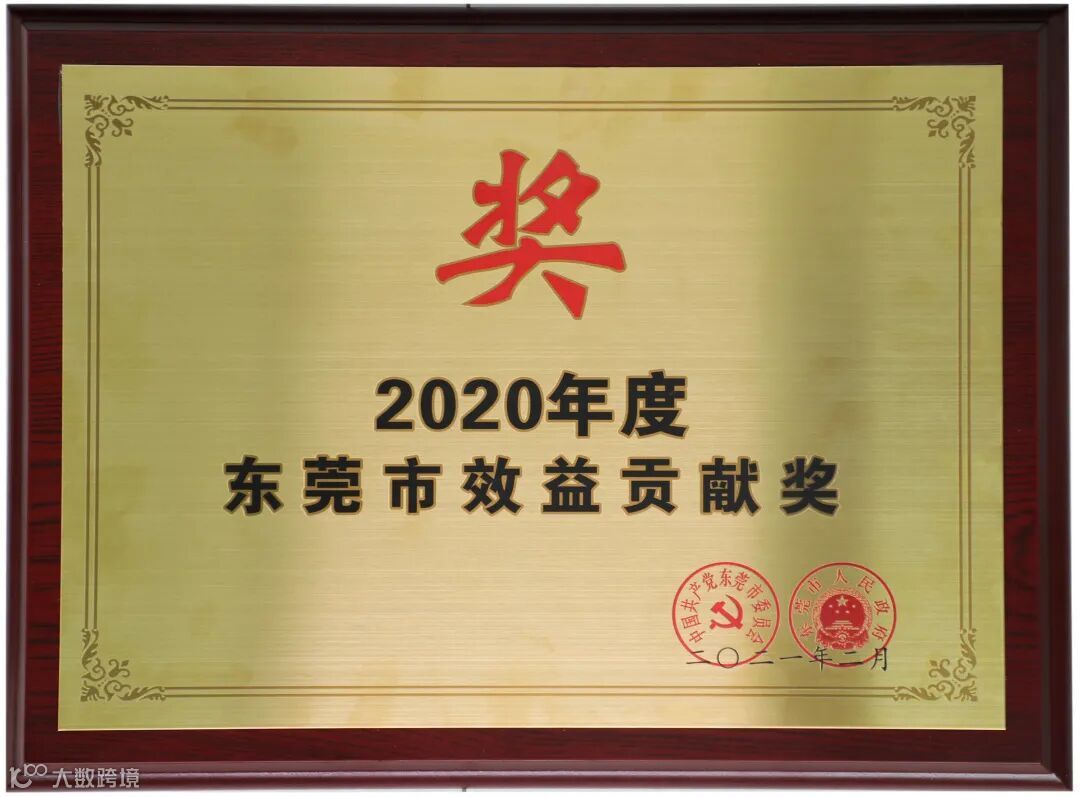 奖
2020年度
东莞市效益贡献奖
中国共产党东莞市委员会
东莞市人民政府
二〇二一年二月
大数跨境